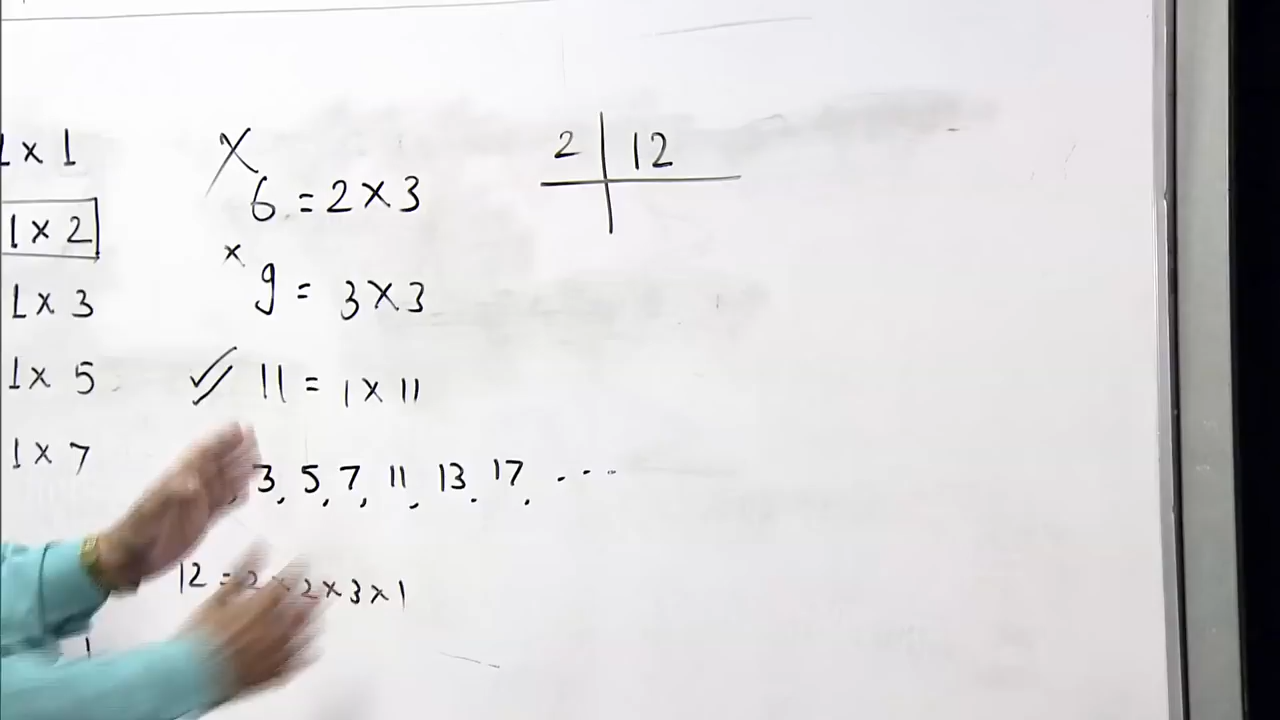 1 x 1
1 x 2
1 x 3
1 x 5
1 x 7
x
6 = 2 x 3
x
9 = 3 x 3
✓ 11 = 1 x 11
3, 5, 7, 11, 13, 17, ...
12 = 2 x 2 x 3 x 1
2 | 12